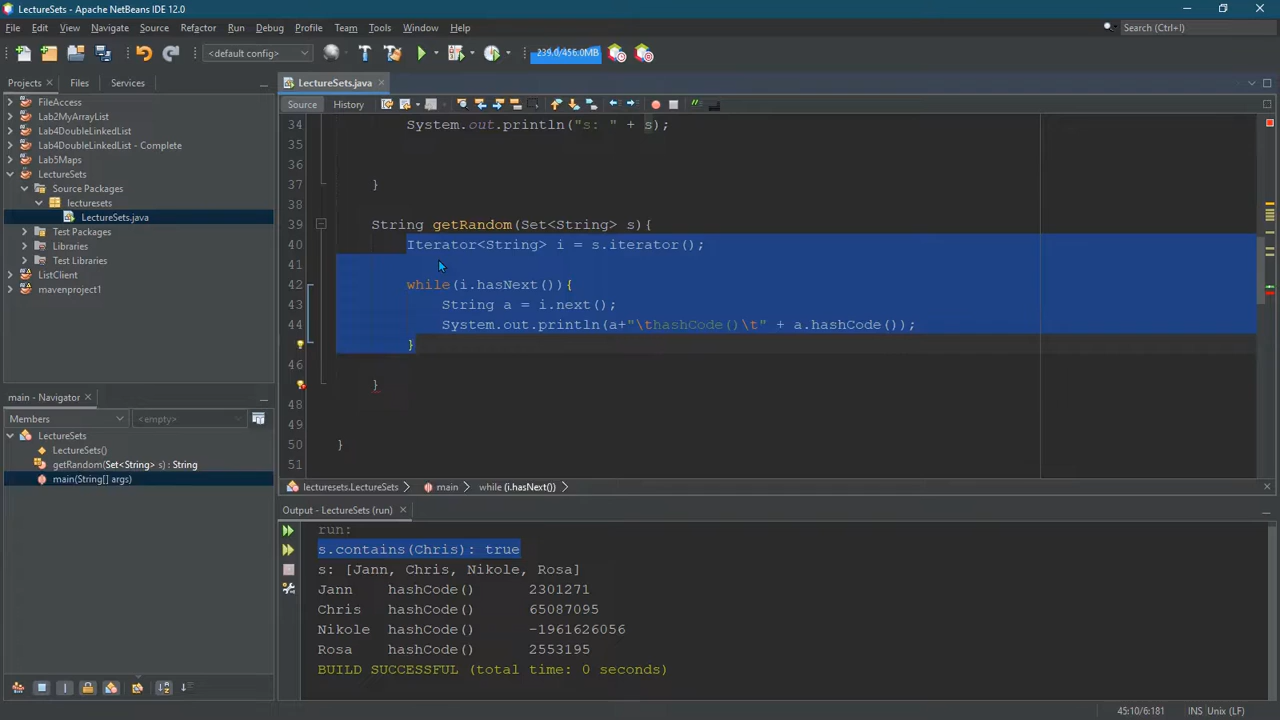 LectureSets - Apache NetBeans IDE 12.0
File Edit View Navigate Source Refactor Run Debug Profile Team Tools Window Help
Search (Ctrl+I)
<default config>
239.0/456.0MB
Projects Files Services
LectureSets.java
Source History
FileAccess
Lab2MyArrayList
Lab4DoubleLinkedList
Lab4DoubleLinkedList - Complete
Lab5Maps
LectureSets
Source Packages
lecturesets
LectureSets.java
Test Packages
Libraries
Test Libraries
ListClient
mavenproject1
34 System.out.println("s: " + s);
35
36
37 }
38
39 String getRandom(Set<String> s){
40 Iterator<String> i = s.iterator();
41
42 while(i.hasNext()){
43 String a = i.next();
44 System.out.println(a+"\thashCode()\t" + a.hashCode());
}
46
}
48
49
50 }
51
main - Navigator
Members
<empty>
LectureSets
LectureSets()
getRandom(Set<String> s) : String
main(String[] args)
lecturesets.LectureSets main while (i.hasNext())
Output - LectureSets (run)
run:
s.contains(Chris): true
s: [Jann, Chris, Nikole, Rosa]
Jann hashCode() 2301271
Chris hashCode() 65087095
Nikole hashCode() -1961626056
Rosa hashCode() 2553195
BUILD SUCCESSFUL (total time: 0 seconds)
45:10/6:181 INS Unix (LF)